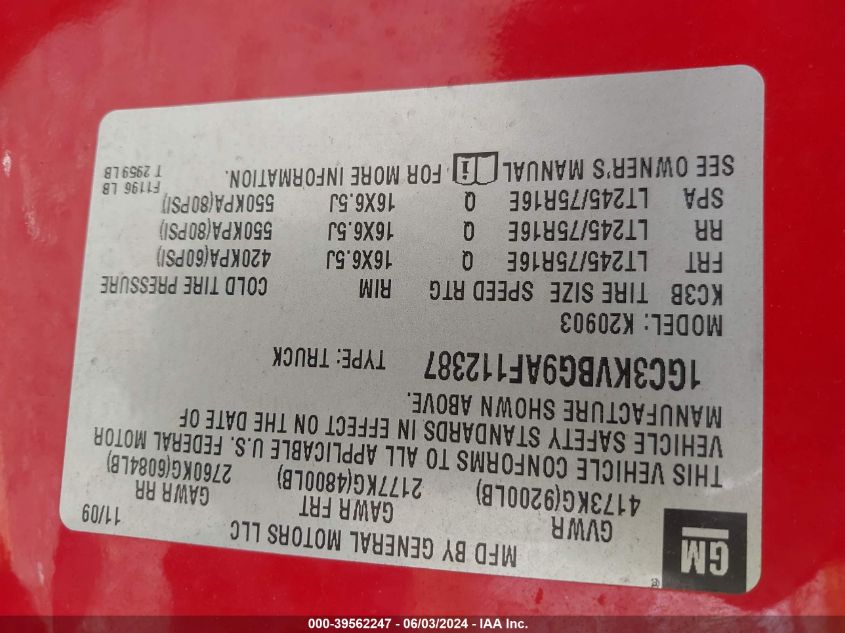 GM
MFD BY GENERAL MOTORS LLC
11/09
GVWR GAWR FRT GAWR RR
4173KG(9200LB) 2177KG(4800LB) 2760KG(6084LB)
THIS VEHICLE CONFORMS TO ALL APPLICABLE U.S. FEDERAL MOTOR
VEHICLE SAFETY STANDARDS IN EFFECT ON THE DATE OF
MANUFACTURE SHOWN ABOVE.
1GC3KVBG9AF112387 TYPE: TRUCK
MODEL: K20903
KC3B TIRE SIZE SPEED RTG RIM COLD TIRE PRESSURE
FRT LT245/75R16E Q 16X6.5J 420KPA(60PSI)
RR LT245/75R16E Q 16X6.5J 550KPA(80PSI)
SPA LT245/75R16E Q 16X6.5J 550KPA(80PSI)
SEE OWNER'S MANUAL i FOR MORE INFORMATION.
F1196 LB
T 2959LB
000-39562247 - 06/03/2024 - IAA Inc.